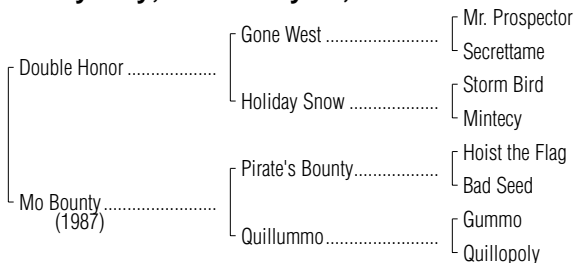 Mr. Prospector
Gone West
Secrettame
Double Honor
Storm Bird
Holiday Snow
Mintecy
Hoist the Flag
Pirate's Bounty
Bad Seed
Mo Bounty
(1987)
Gummo
Quillummo
Quillopoly